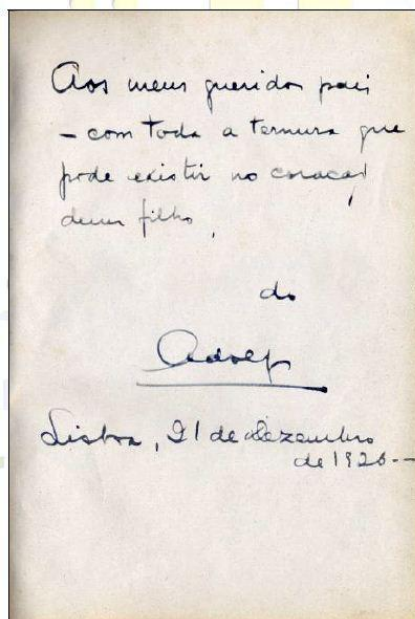 Aos meus queridos pais
- com toda a ternura que
pode existir no coração
dum filho,
do
Adolfo
Lisboa, 21 de Dezembro
de 1926--